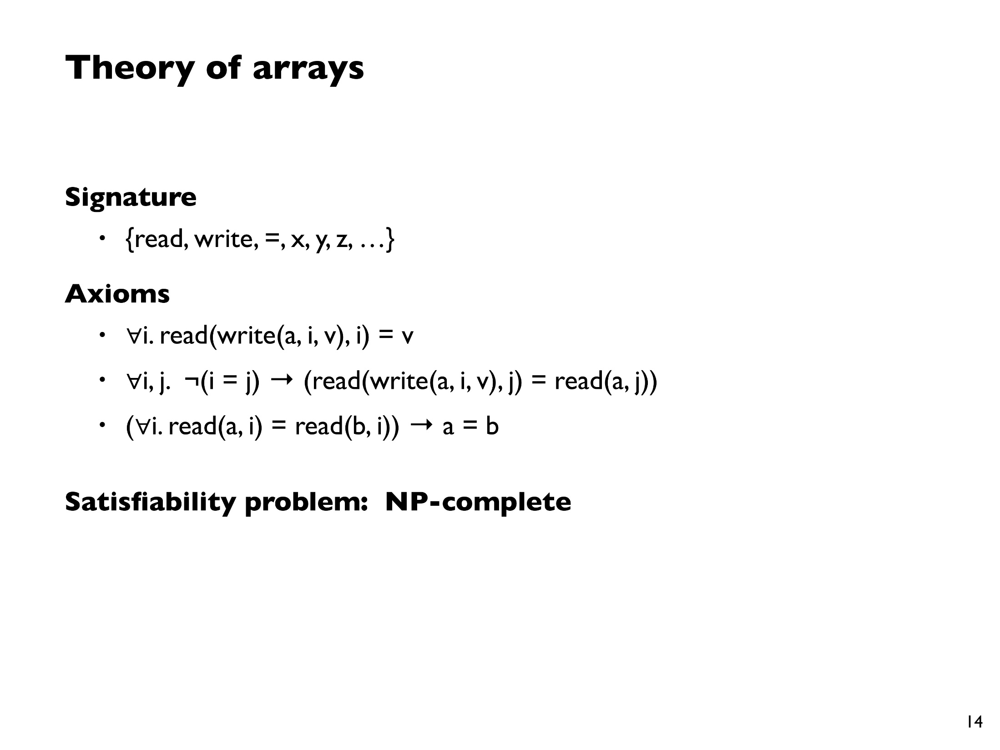 Theory of arrays
Signature
• {read, write, =, x, y, z, …}
Axioms
• ∀i. read(write(a, i, v), i) = v
• ∀i, j. ¬(i = j) → (read(write(a, i, v), j) = read(a, j))
• (∀i. read(a, i) = read(b, i)) → a = b
Satisfiability problem: NP-complete
14